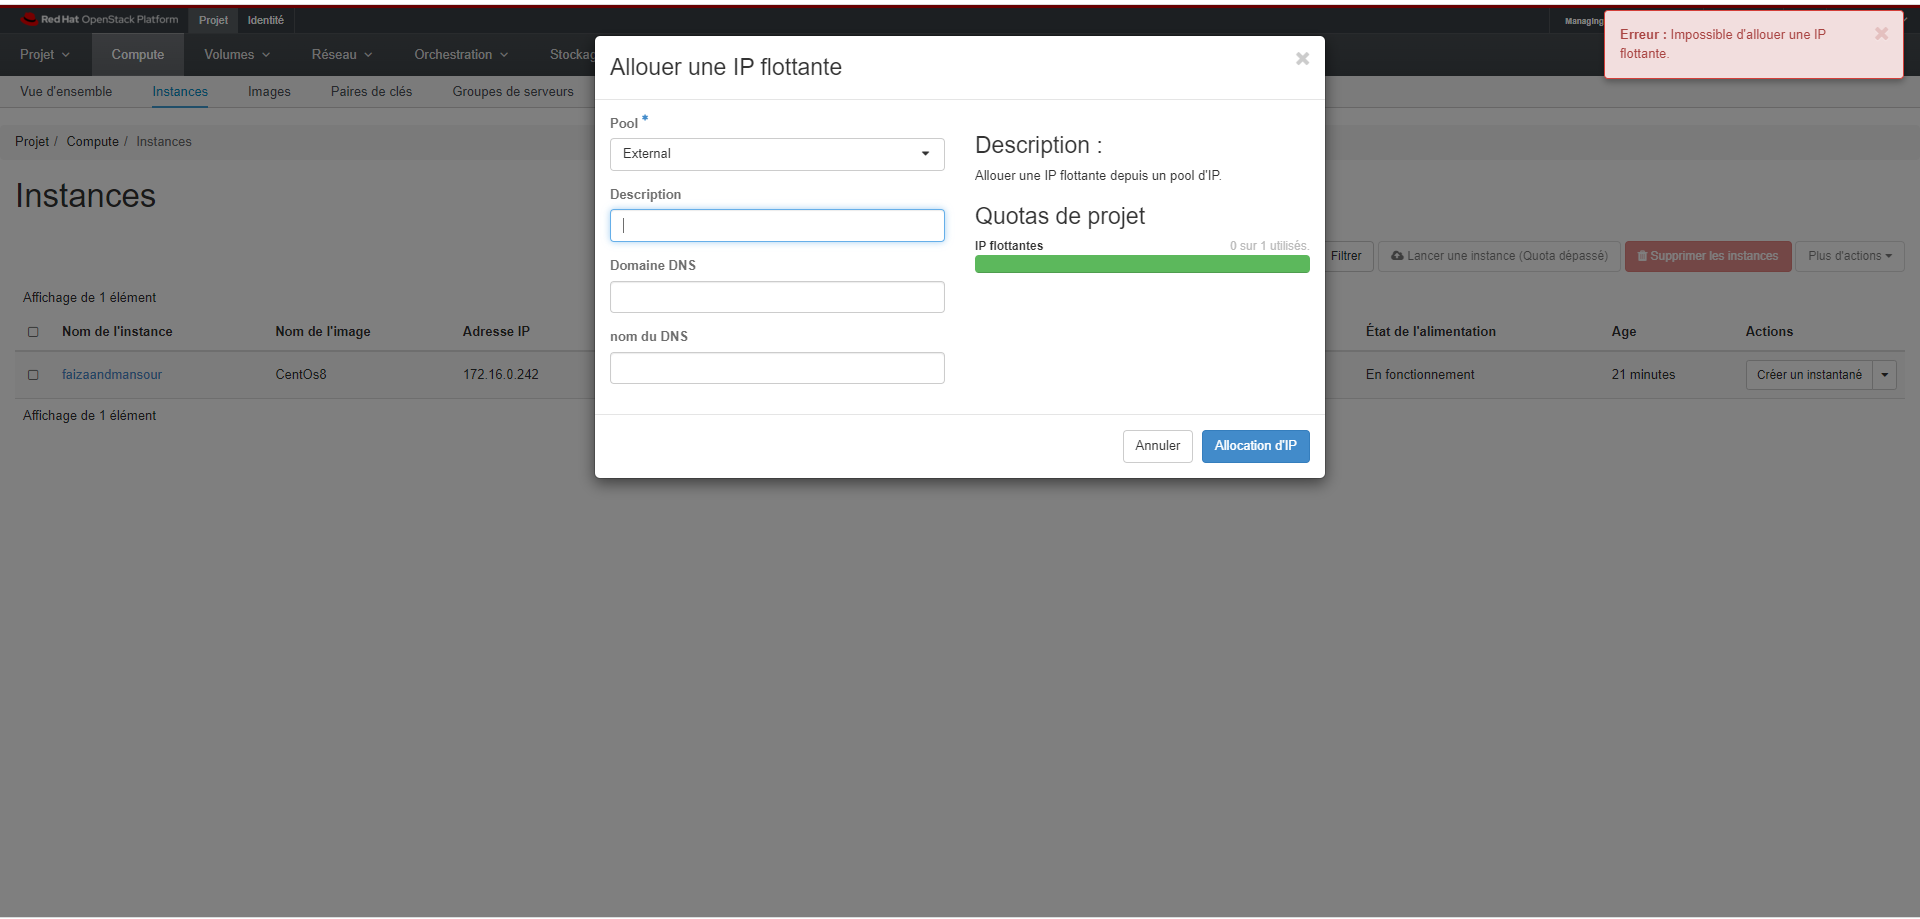 Red Hat OpenStack Platform Projet Identité Managing
Erreur : Impossible d'allouer une IP flottante.
Projet Compute Volumes Réseau Orchestration Stockag
Vue d'ensemble Instances Images Paires de clés Groupes de serveurs
Projet / Compute / Instances
Instances
Allouer une IP flottante
Pool *
External
Description
Domaine DNS
nom du DNS
Description :
Allouer une IP flottante depuis un pool d'IP.
Quotas de projet
IP flottantes 0 sur 1 utilisés.
Annuler Allocation d'IP
Filtrer Lancer une instance (Quota dépassé) Supprimer les instances Plus d'actions
Affichage de 1 élément
Nom de l'instance Nom de l'image Adresse IP État de l'alimentation Age Actions
faizaandmansour CentOs8 172.16.0.242 En fonctionnement 21 minutes Créer un instantané
Affichage de 1 élément